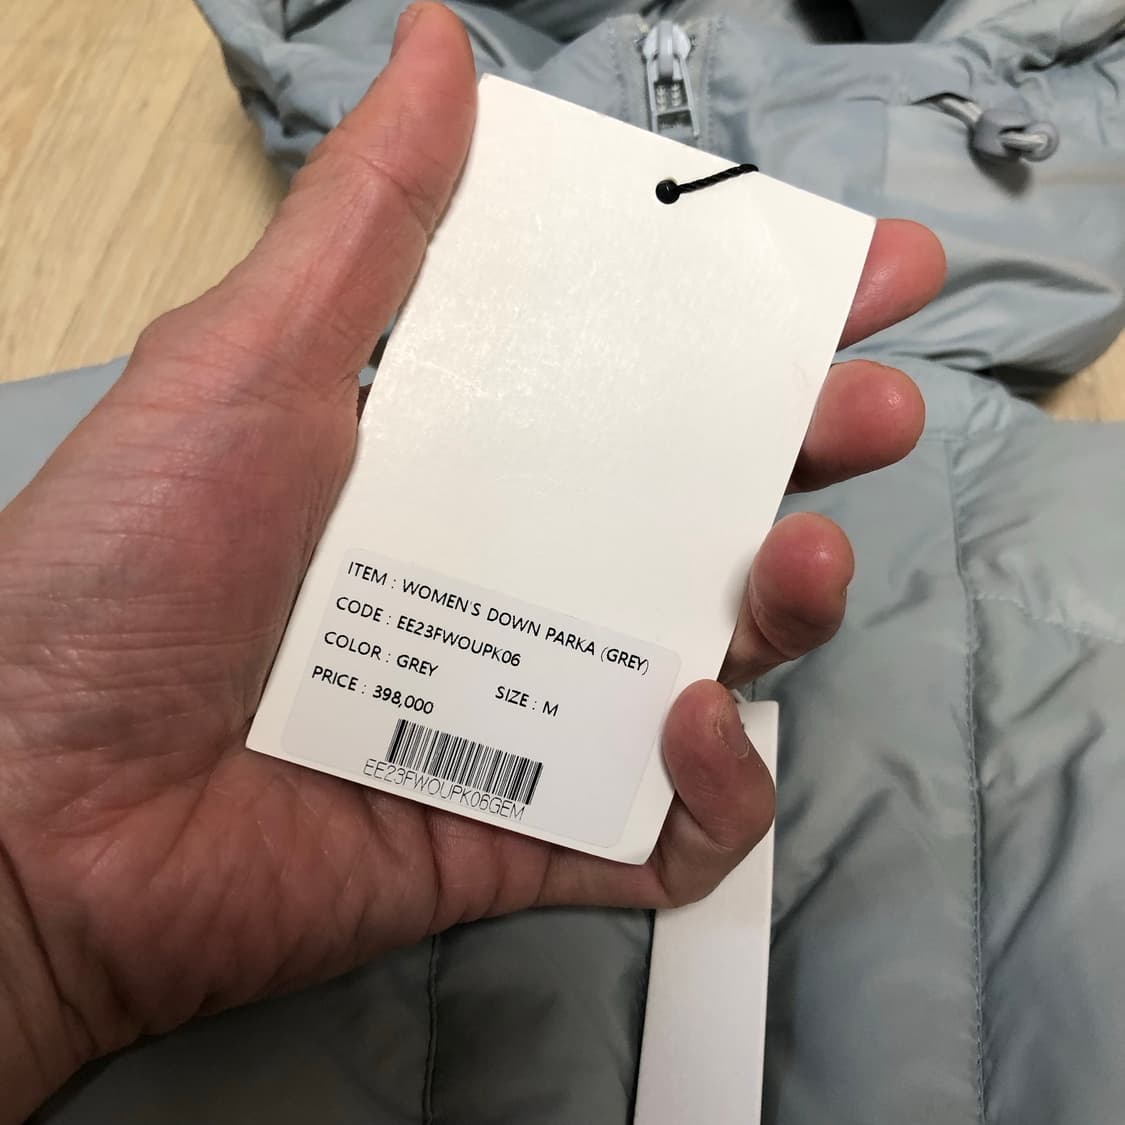 ITEM : WOMEN'S DOWN PARKA (GREY)
CODE : EE23FWOUPK06
COLOR : GREY
SIZE : M
PRICE : 398,000
EE23FWOUPK06GEM